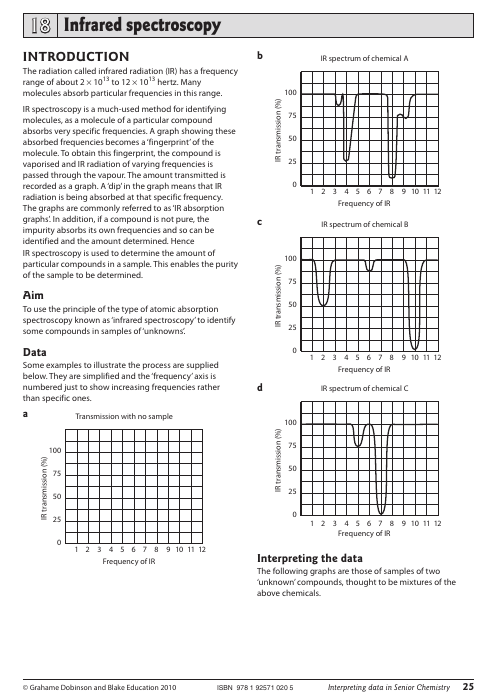 18 Infrared spectroscopy
INTRODUCTION
The radiation called infrared radiation (IR) has a frequency
range of about 2 × 10¹³ to 12 × 10¹³ hertz. Many
molecules absorb particular frequencies in this range.
IR spectroscopy is a much-used method for identifying
molecules, as a molecule of a particular compound
absorbs very specific frequencies. A graph showing these
absorbed frequencies becomes a 'fingerprint' of the
molecule. To obtain this fingerprint, the compound is
vaporised and IR radiation of varying frequencies is
passed through the vapour. The amount transmitted is
recorded as a graph. A 'dip' in the graph means that IR
radiation is being absorbed at that specific frequency.
The graphs are commonly referred to as 'IR absorption
graphs'. In addition, if a compound is not pure, the
impurity absorbs its own frequencies and so can be
identified and the amount determined. Hence
IR spectroscopy is used to determine the amount of
particular compounds in a sample. This enables the purity
of the sample to be determined.
Aim
To use the principle of the type of atomic absorption
spectroscopy known as 'infrared spectroscopy' to identify
some compounds in samples of 'unknowns'.
Data
Some examples to illustrate the process are supplied
below. They are simplified and the 'frequency' axis is
numbered just to show increasing frequencies rather
than specific ones.
a
Transmission with no sample
IR transmission (%)
100
75
50
25
0
1 2 3 4 5 6 7 8 9 10 11 12
Frequency of IR
b
IR spectrum of chemical A
IR transmission (%)
100
75
50
25
0
1 2 3 4 5 6 7 8 9 10 11 12
Frequency of IR
c
IR spectrum of chemical B
IR transmission (%)
100
75
50
25
0
1 2 3 4 5 6 7 8 9 10 11 12
Frequency of IR
d
IR spectrum of chemical C
IR transmission (%)
100
75
50
25
0
1 2 3 4 5 6 7 8 9 10 11 12
Frequency of IR
Interpreting the data
The following graphs are those of samples of two
'unknown' compounds, thought to be mixtures of the
above chemicals.
© Grahame Dobinson and Blake Education 2010 ISBN 978 1 92571 020 5 Interpreting data in Senior Chemistry 25